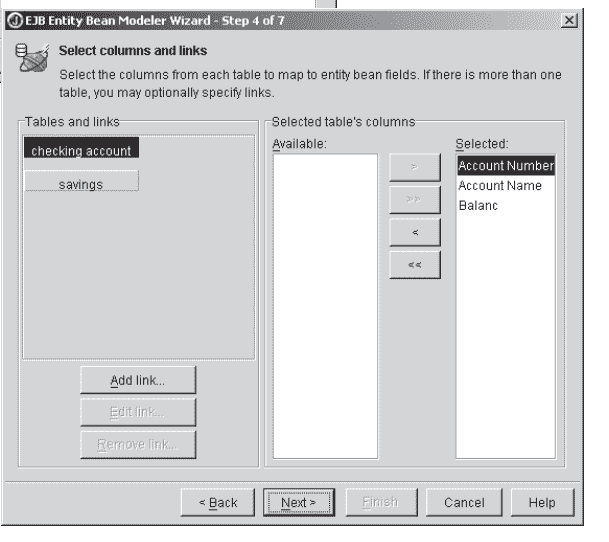 EJB Entity Bean Modeler Wizard - Step 4 of 7
Select columns and links
Select the columns from each table to map to entity bean fields. If there is more than one
table, you may optionally specify links.
Tables and links
Selected table's columns
checking account
savings
Available:
>
>>
<
<<
Selected:
Account Number
Account Name
Balanc
Add link...
Edit link...
Remove link...
< Back
Next >
Finish
Cancel
Help